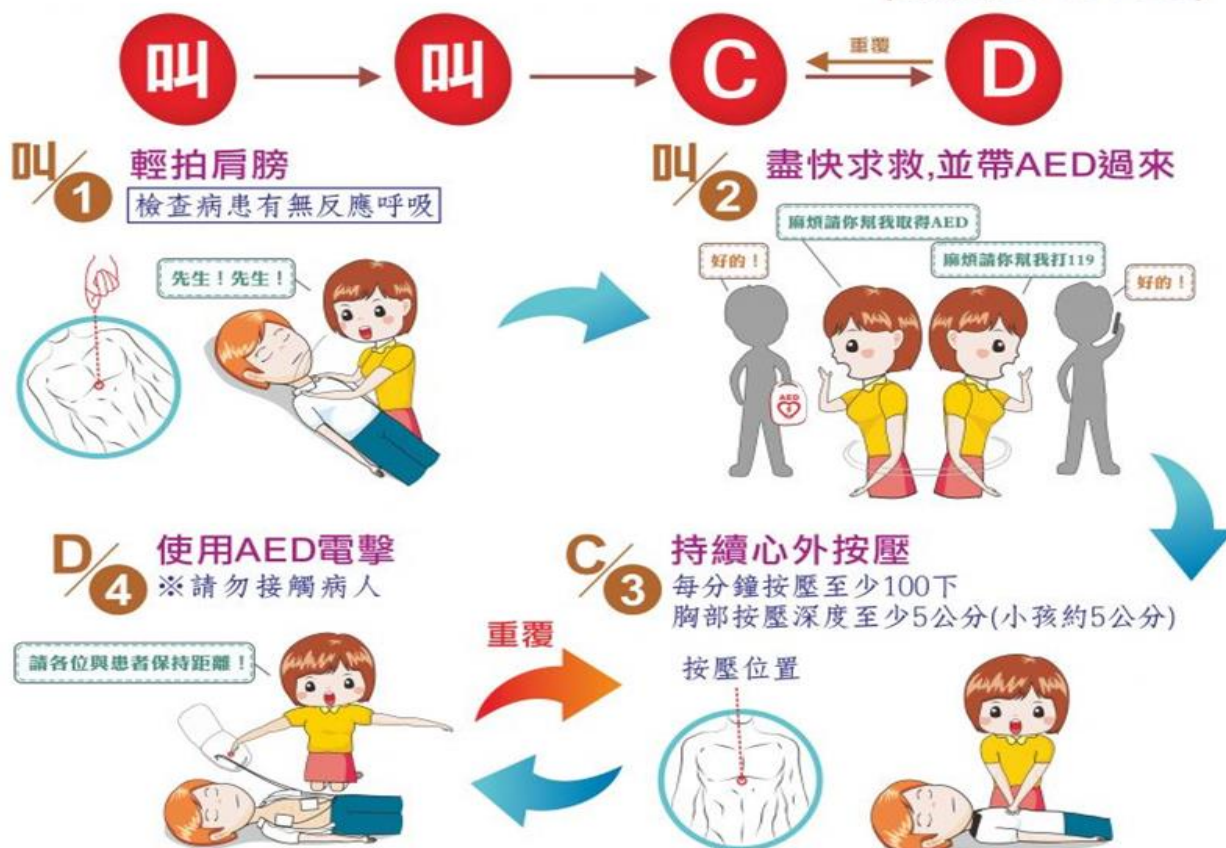 叫
叫
C
重覆
D
叫/1
輕拍肩膀
檢查病患有無反應呼吸
先生！先生！
叫/2
盡快求救,並帶AED過來
麻煩請你幫我取得AED
好的！
麻煩請你幫我打119
好的！
AED
D/4
使用AED電擊
※請勿接觸病人
請各位與患者保持距離！
重覆
C/3
持續心外按壓
每分鐘按壓至少100下
胸部按壓深度至少5公分(小孩約5公分)
按壓位置